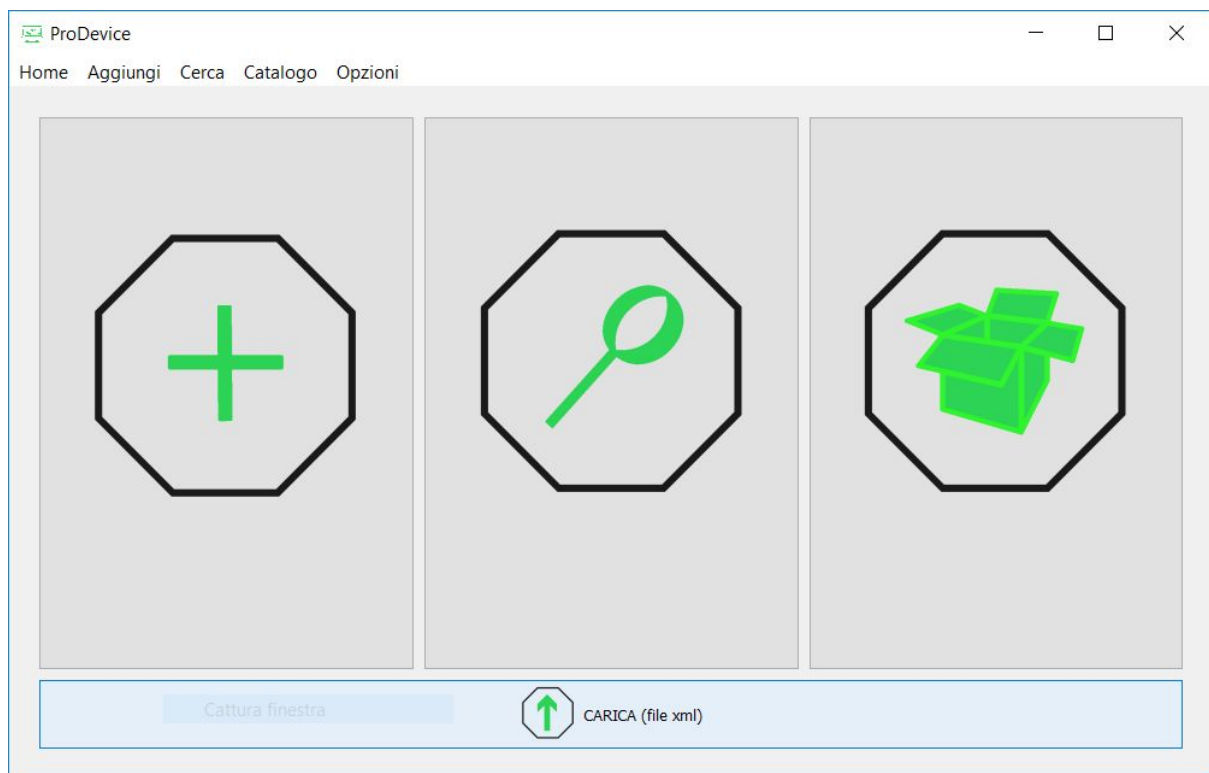 ProDevice
Home Aggiungi Cerca Catalogo Opzioni
Cattura finestra
CARICA (file xml)